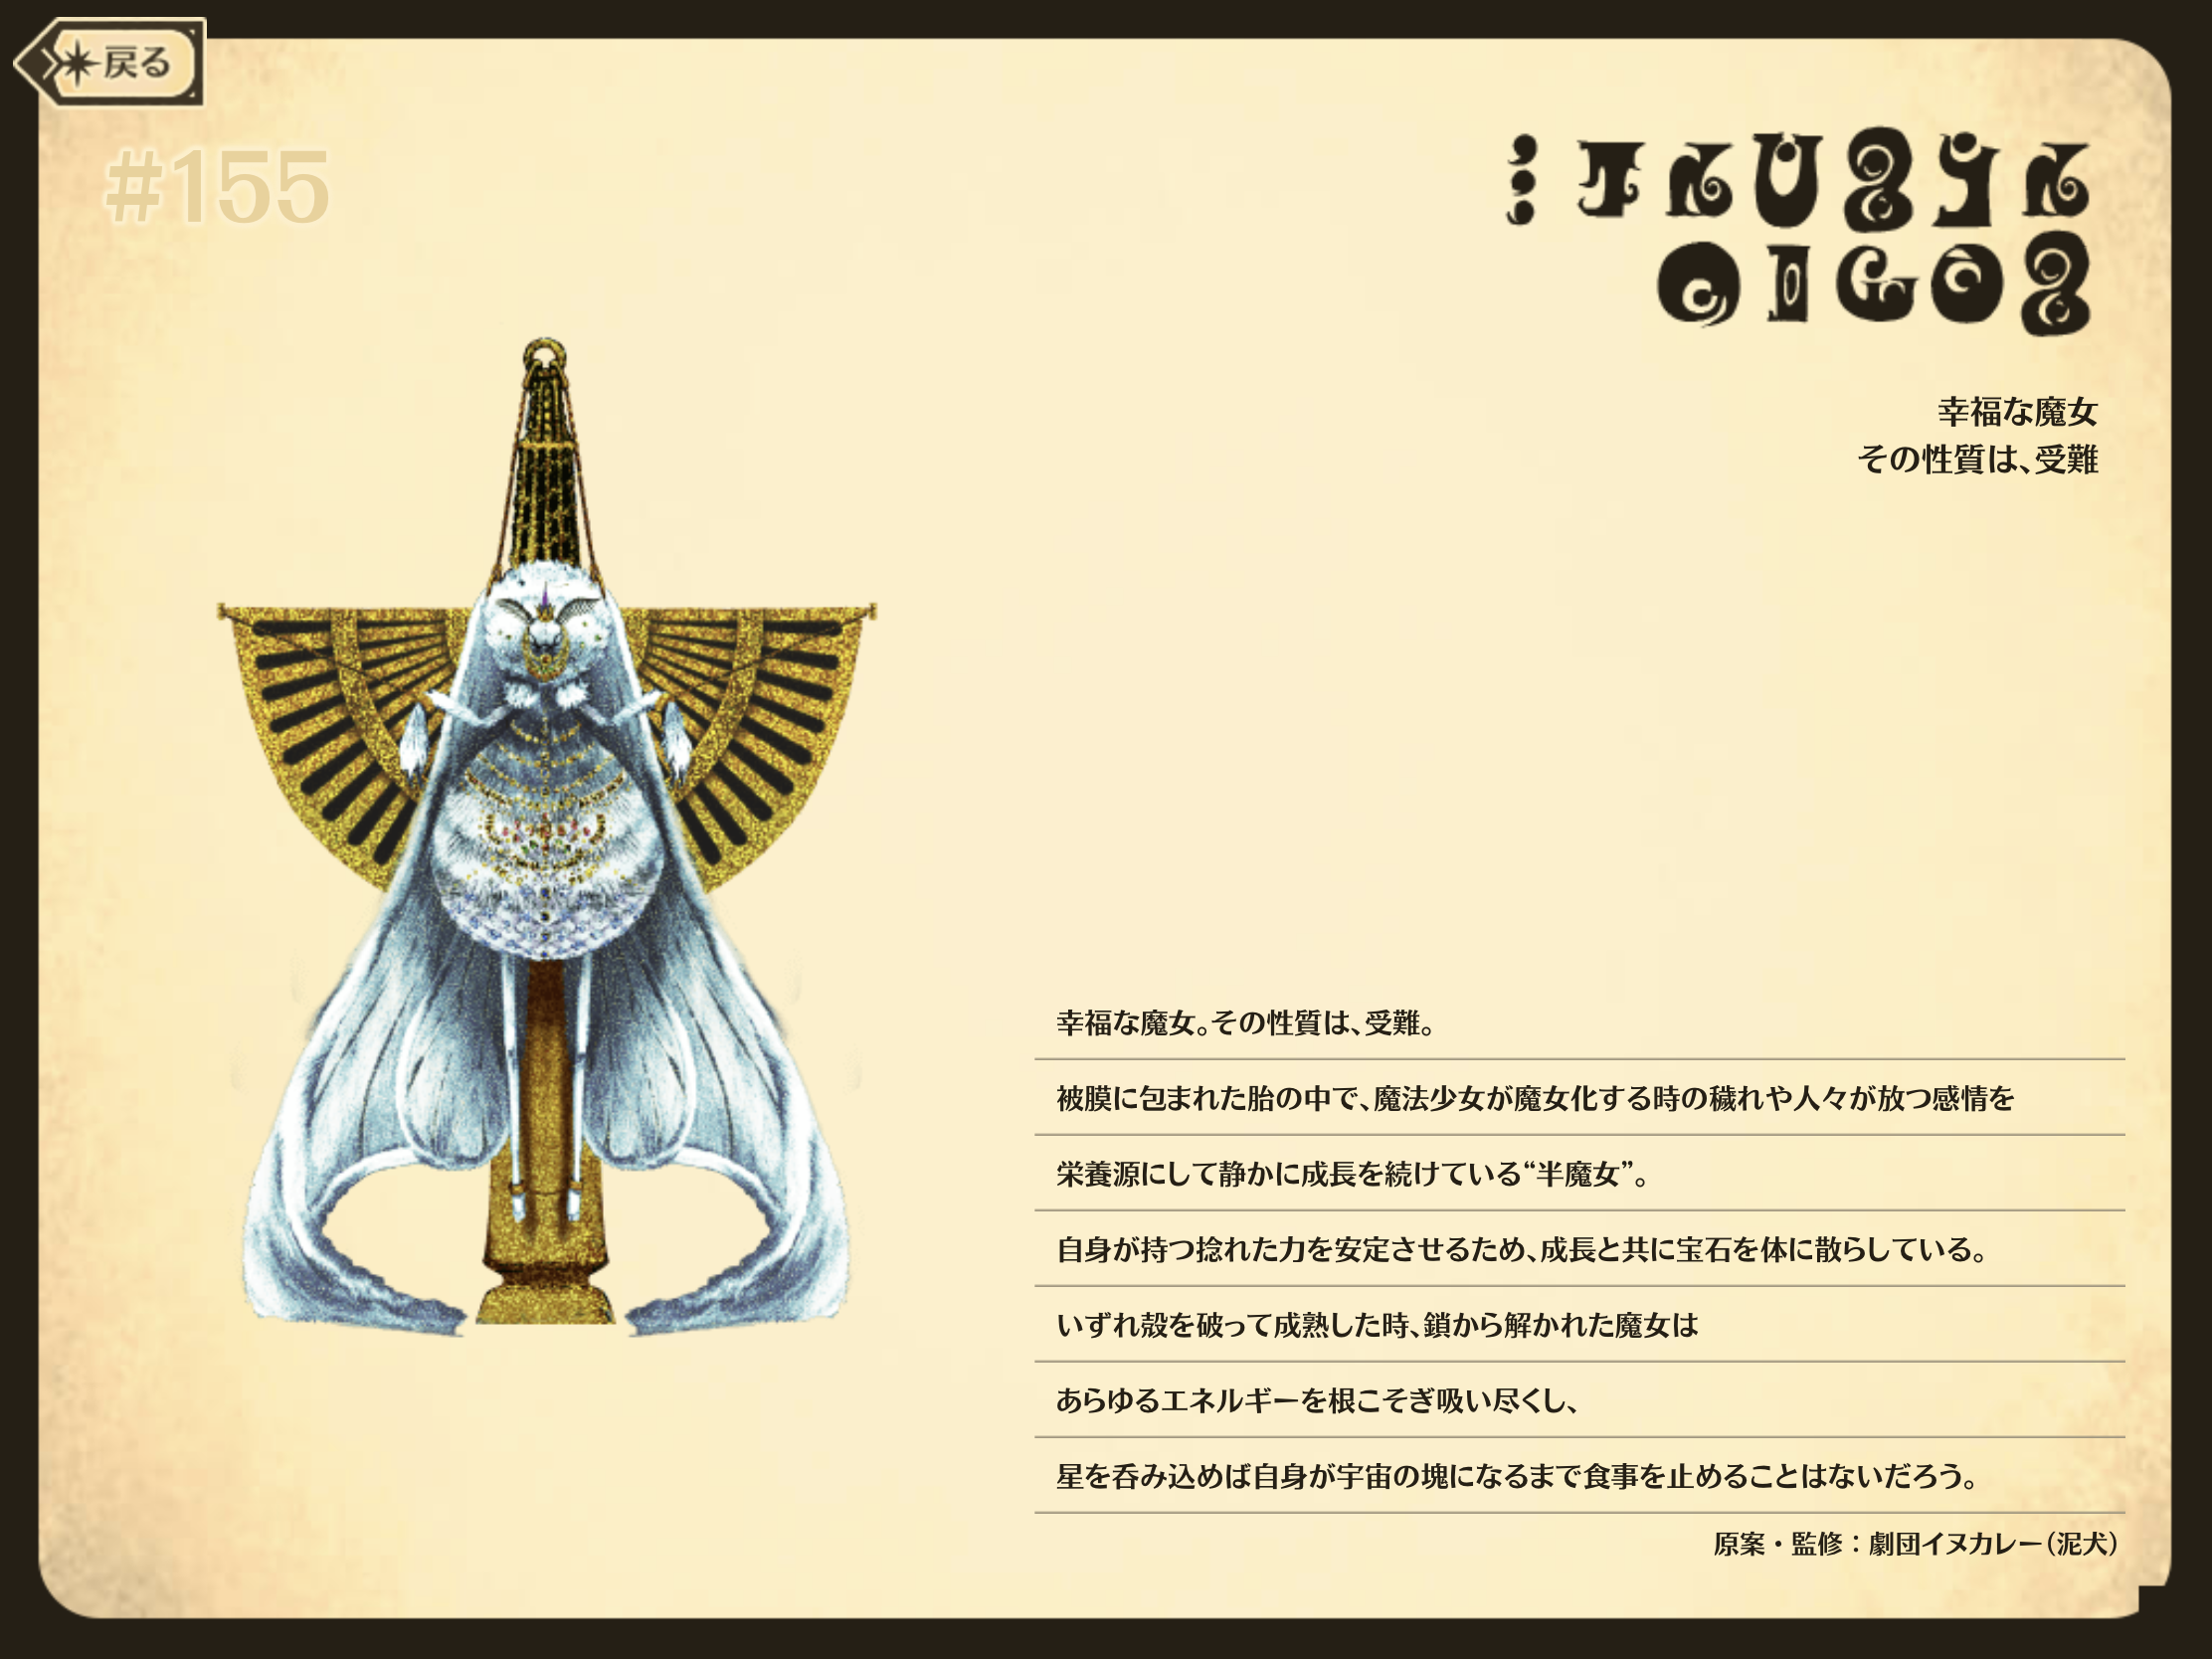 戻る
#155
幸福な魔女
その性質は、受難
幸福な魔女。その性質は、受難。
被膜に包まれた胎の中で、魔法少女が魔女化する時の穢れや人々が放つ感情を
栄養源にして静かに成長を続けている“半魔女”。
自身が持つ捻れた力を安定させるため、成長と共に宝石を体に散らしている。
いずれ殻を破って成熟した時、鎖から解かれた魔女は
あらゆるエネルギーを根こそぎ吸い尽くし、
星を呑み込めば自身が宇宙の塊になるまで食事を止めることはないだろう。
原案・監修：劇団イヌカレー（泥犬）